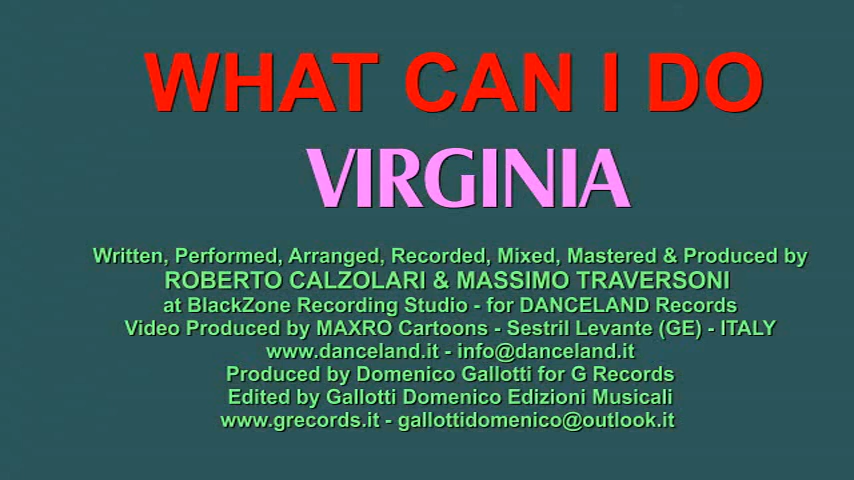 WHAT CAN I DO
VIRGINIA
Written, Performed, Arranged, Recorded, Mixed, Mastered & Produced by
ROBERTO CALZOLARI & MASSIMO TRAVERSONI
at BlackZone Recording Studio - for DANCELAND Records
Video Produced by MAXRO Cartoons - Sestril Levante (GE) - ITALY
www.danceland.it - info@danceland.it
Produced by Domenico Gallotti for G Records
Edited by Gallotti Domenico Edizioni Musicali
www.grecords.it - gallottidomenico@outlook.it